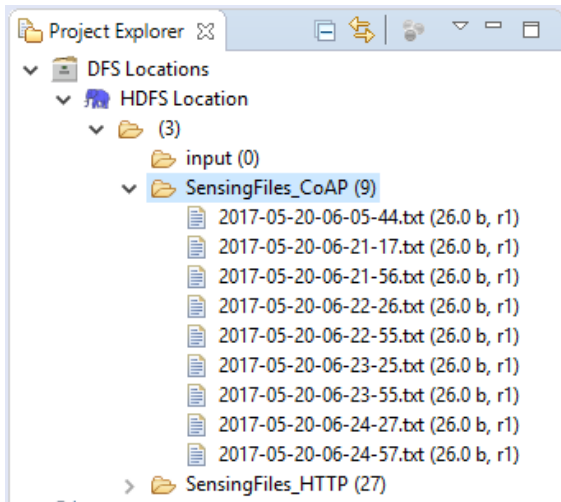 Project Explorer
DFS Locations
HDFS Location
(3)
input (0)
SensingFiles_CoAP (9)
2017-05-20-06-05-44.txt (26.0 b, r1)
2017-05-20-06-21-17.txt (26.0 b, r1)
2017-05-20-06-21-56.txt (26.0 b, r1)
2017-05-20-06-22-26.txt (26.0 b, r1)
2017-05-20-06-22-55.txt (26.0 b, r1)
2017-05-20-06-23-25.txt (26.0 b, r1)
2017-05-20-06-23-55.txt (26.0 b, r1)
2017-05-20-06-24-27.txt (26.0 b, r1)
2017-05-20-06-24-57.txt (26.0 b, r1)
SensingFiles_HTTP (27)